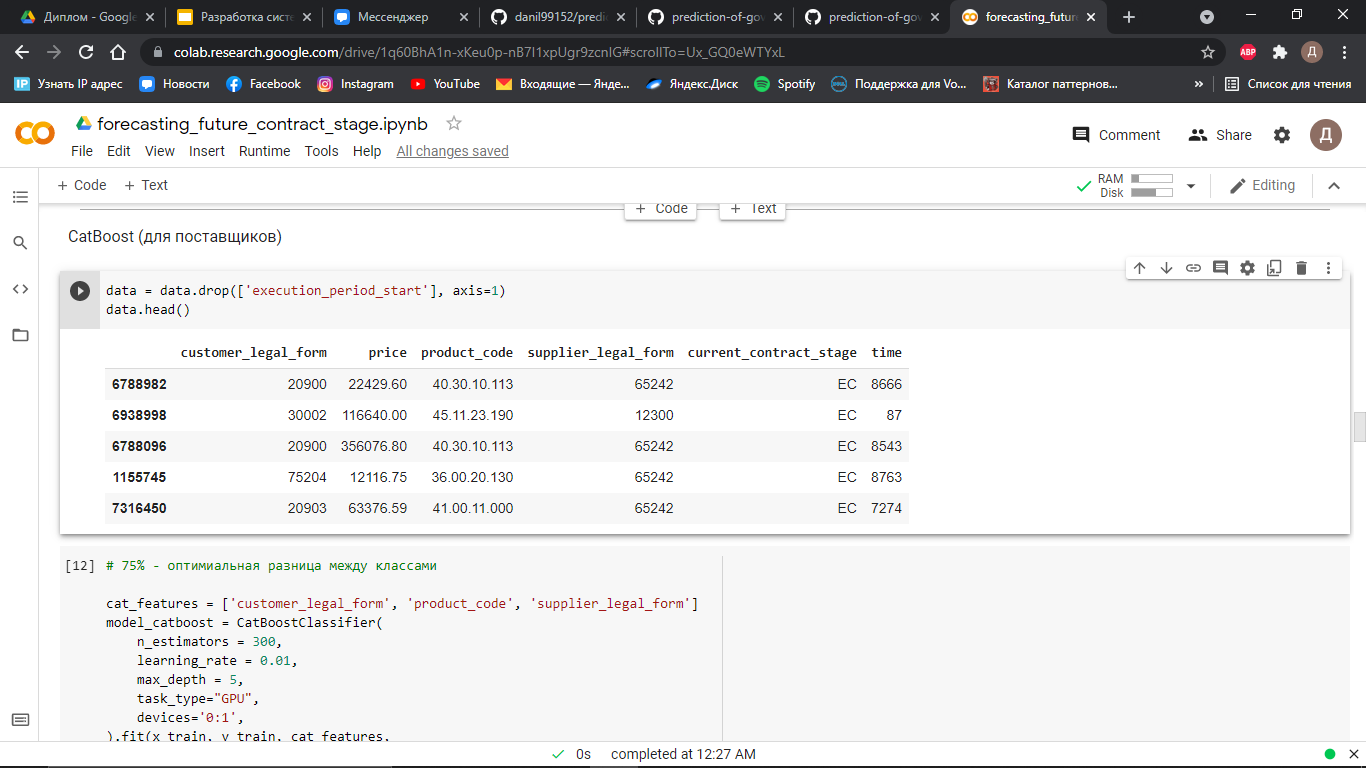 Диплом - Google
Разработка систе
Мессенджер
danil99152/predi
prediction-of-gov
prediction-of-gov
forecasting_future
colab.research.google.com/drive/1q60BhA1n-xKeu0p-nB7I1xpUgr9zcnIG#scrollTo=Ux_GQ0eWTYxL
ABP
Д
IP Узнать IP адрес
Новости
Facebook
Instagram
YouTube
Входящие — Янде...
Яндекс.Диск
Spotify
Поддержка для Vo...
Каталог паттернов...
»
Список для чтения
forecasting_future_contract_stage.ipynb
Comment
Share
Д
File Edit View Insert Runtime Tools Help All changes saved
+ Code + Text
RAM
Disk
Editing
+ Code + Text
CatBoost (для поставщиков)
data = data.drop(['execution_period_start'], axis=1)
data.head()
customer_legal_form price product_code supplier_legal_form current_contract_stage time
6788982 20900 22429.60 40.30.10.113 65242 EC 8666
6938998 30002 116640.00 45.11.23.190 12300 EC 87
6788096 20900 356076.80 40.30.10.113 65242 EC 8543
1155745 75204 12116.75 36.00.20.130 65242 EC 8763
7316450 20903 63376.59 41.00.11.000 65242 EC 7274
[12] # 75% - оптимиальная разница между классами
cat_features = ['customer_legal_form', 'product_code', 'supplier_legal_form']
model_catboost = CatBoostClassifier(
n_estimators = 300,
learning_rate = 0.01,
max_depth = 5,
task_type="GPU",
devices='0:1',
).fit(x_train, y_train, cat_features,
0s completed at 12:27 AM